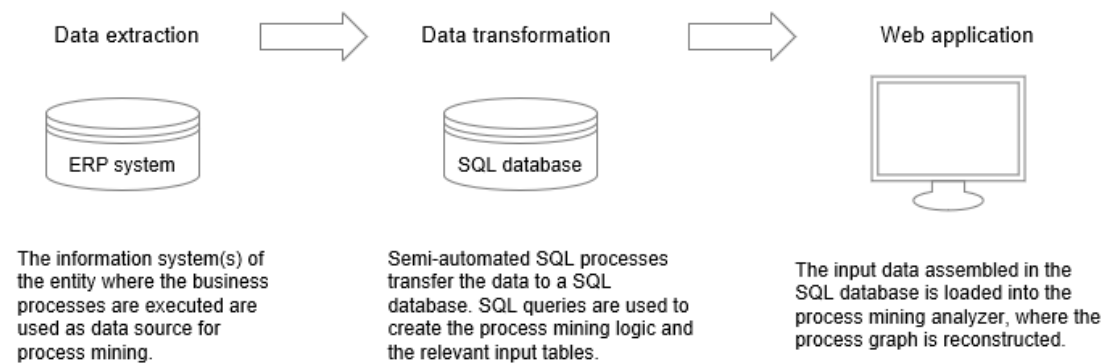 Data extraction
Data transformation
Web application
ERP system
SQL database
The information system(s) of
the entity where the business
processes are executed are
used as data source for
process mining.
Semi-automated SQL processes
transfer the data to a SQL
database. SQL queries are used to
create the process mining logic and
the relevant input tables.
The input data assembled in the
SQL database is loaded into the
process mining analyzer, where the
process graph is reconstructed.